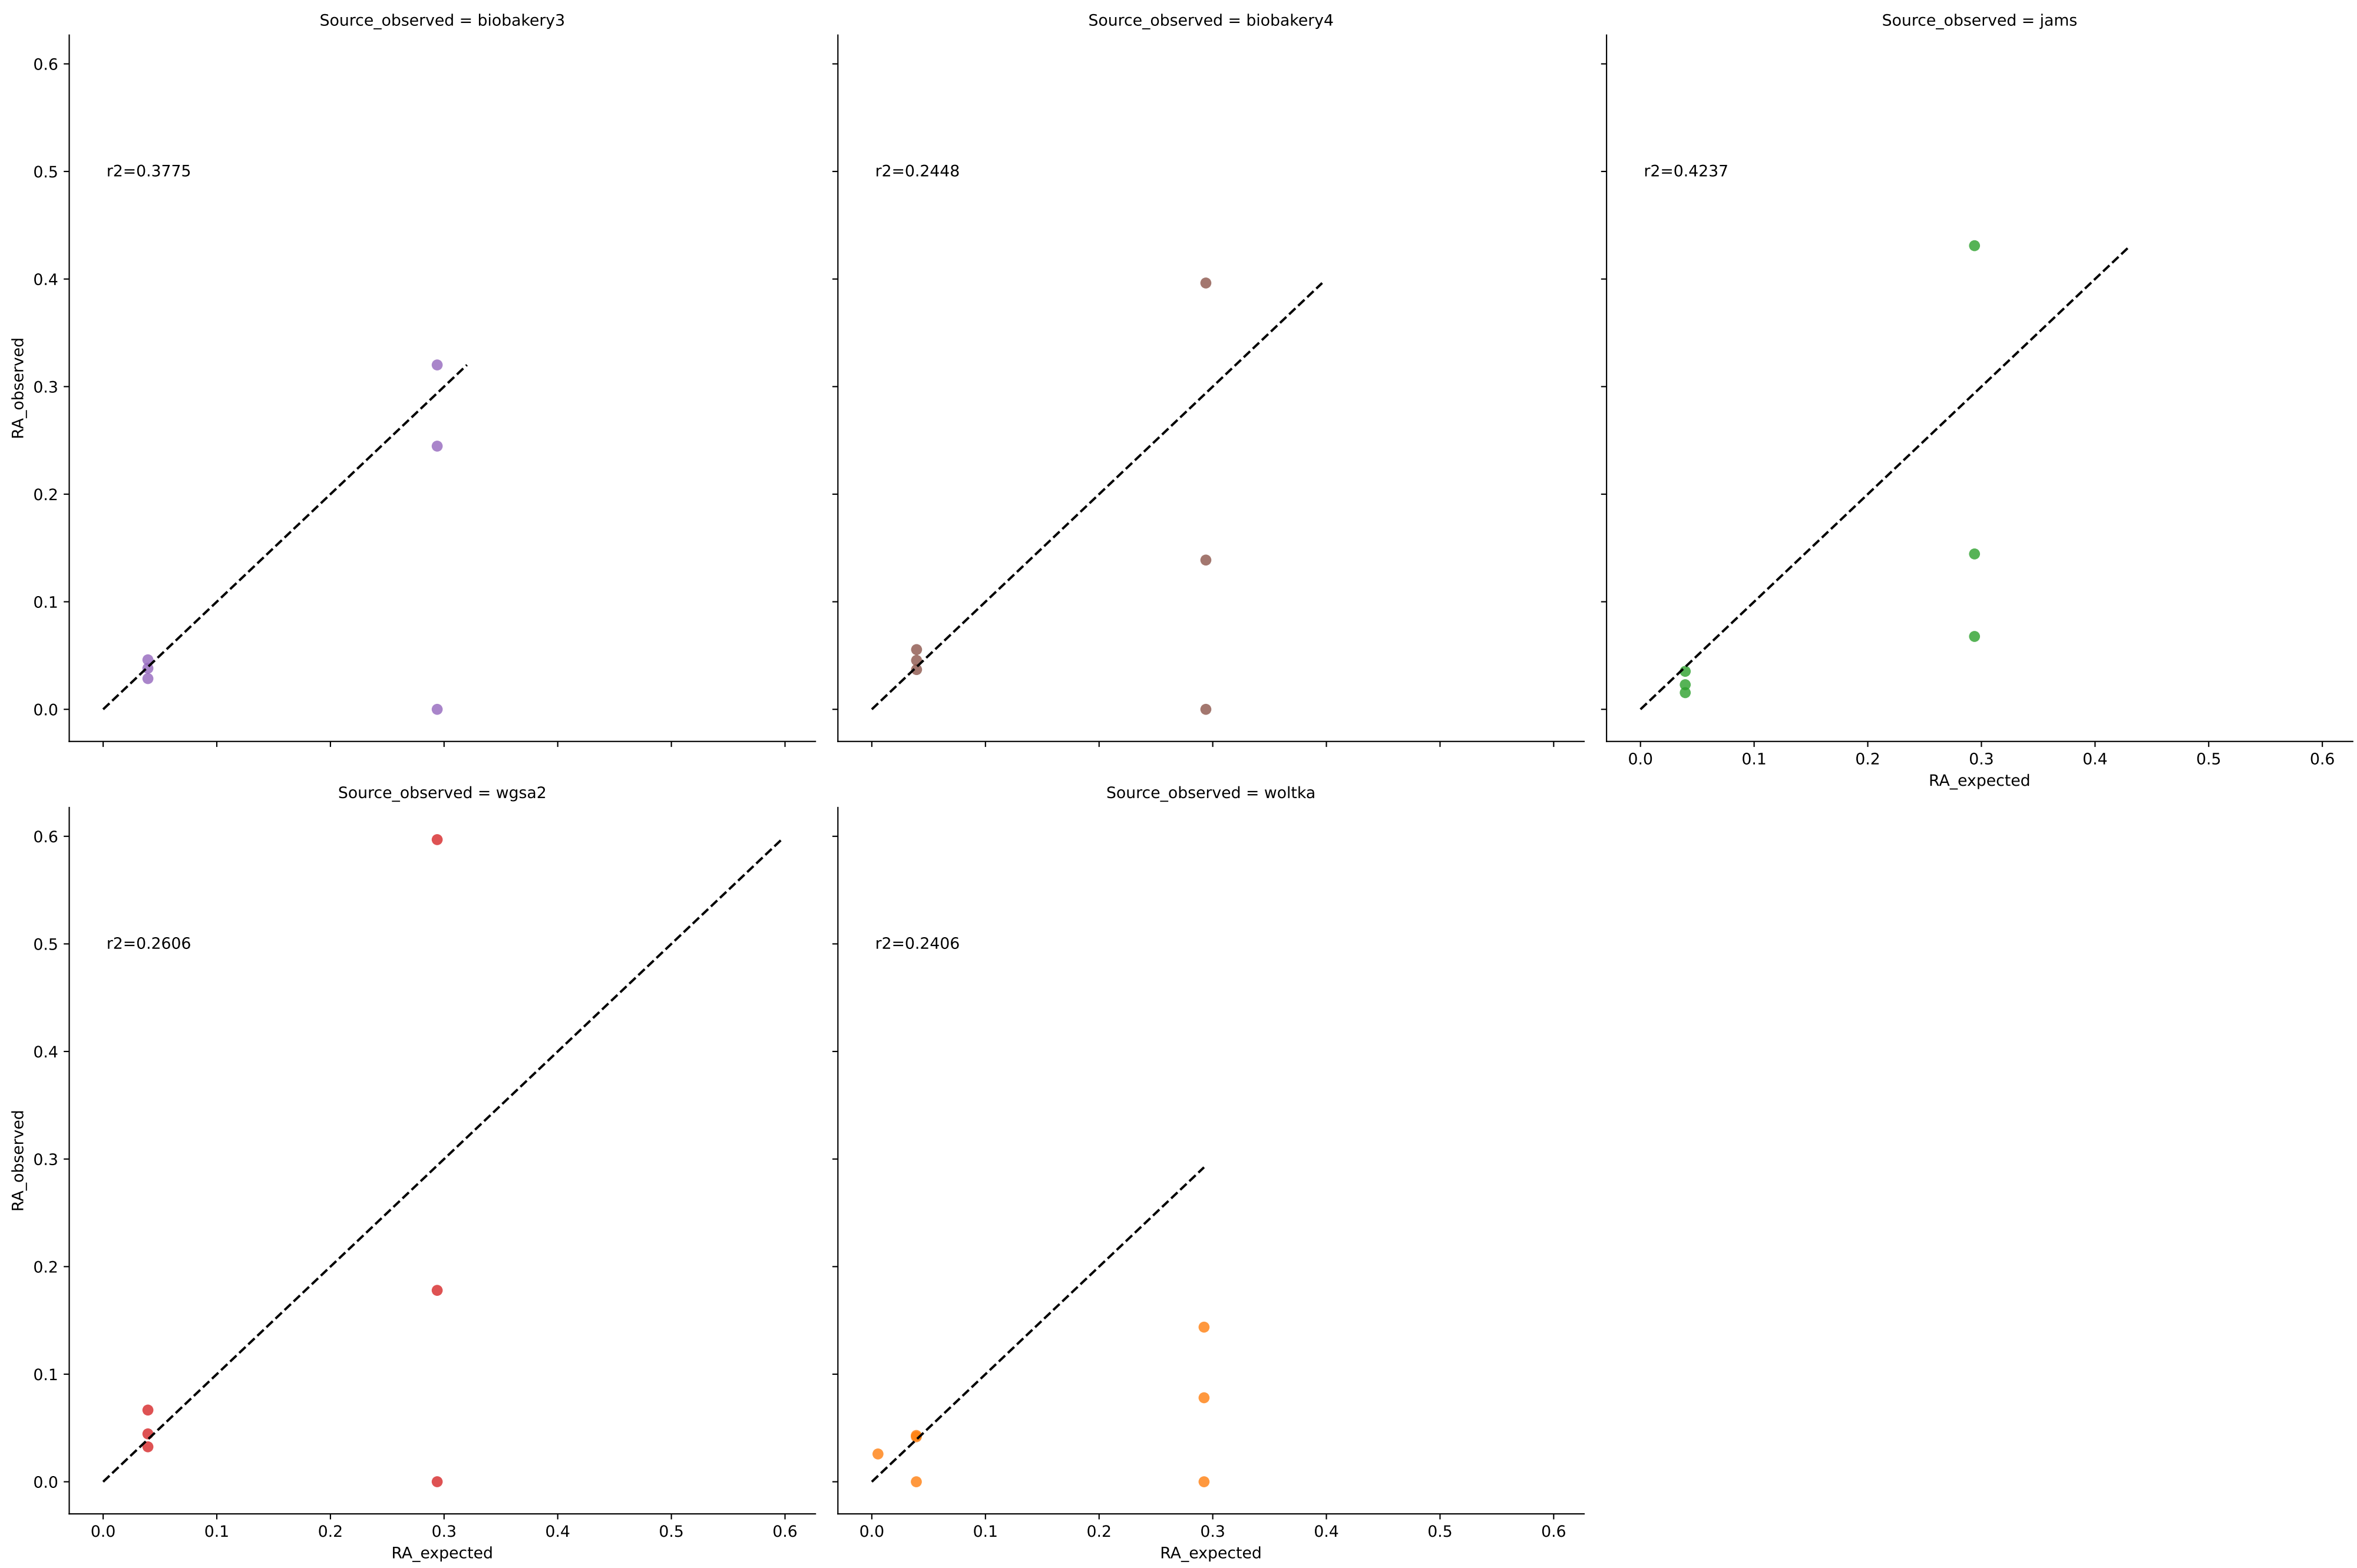 Source_observed = biobakery3
Source_observed = biobakery4
Source_observed = jams
RA_observed
0.6
0.5
0.4
0.3
0.2
0.1
0.0
r2=0.3775
r2=0.2448
r2=0.4237
0.0 0.1 0.2 0.3 0.4 0.5 0.6
RA_expected
Source_observed = wgsa2
Source_observed = woltka
RA_observed
0.6
0.5
0.4
0.3
0.2
0.1
0.0
r2=0.2606
r2=0.2406
0.0 0.1 0.2 0.3 0.4 0.5 0.6
RA_expected
0.0 0.1 0.2 0.3 0.4 0.5 0.6
RA_expected